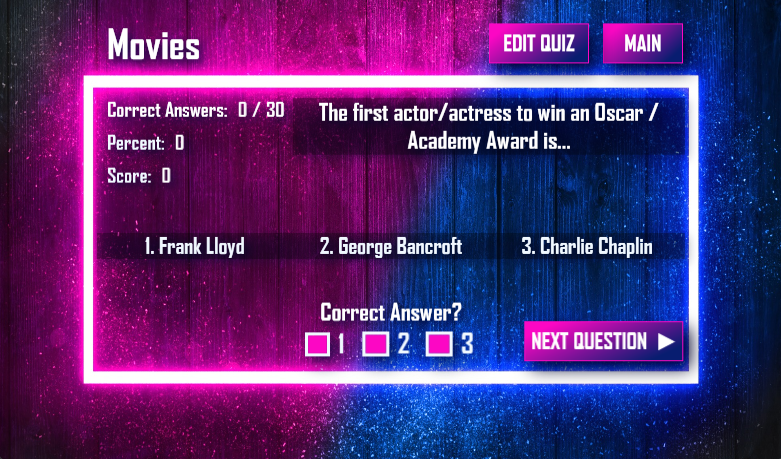 Movies
EDIT QUIZ
MAIN
Correct Answers: 0 / 30
Percent: 0
Score: 0
The first actor/actress to win an Oscar /
Academy Award is...
1. Frank Lloyd
2. George Bancroft
3. Charlie Chaplin
Correct Answer?
1 2 3
NEXT QUESTION